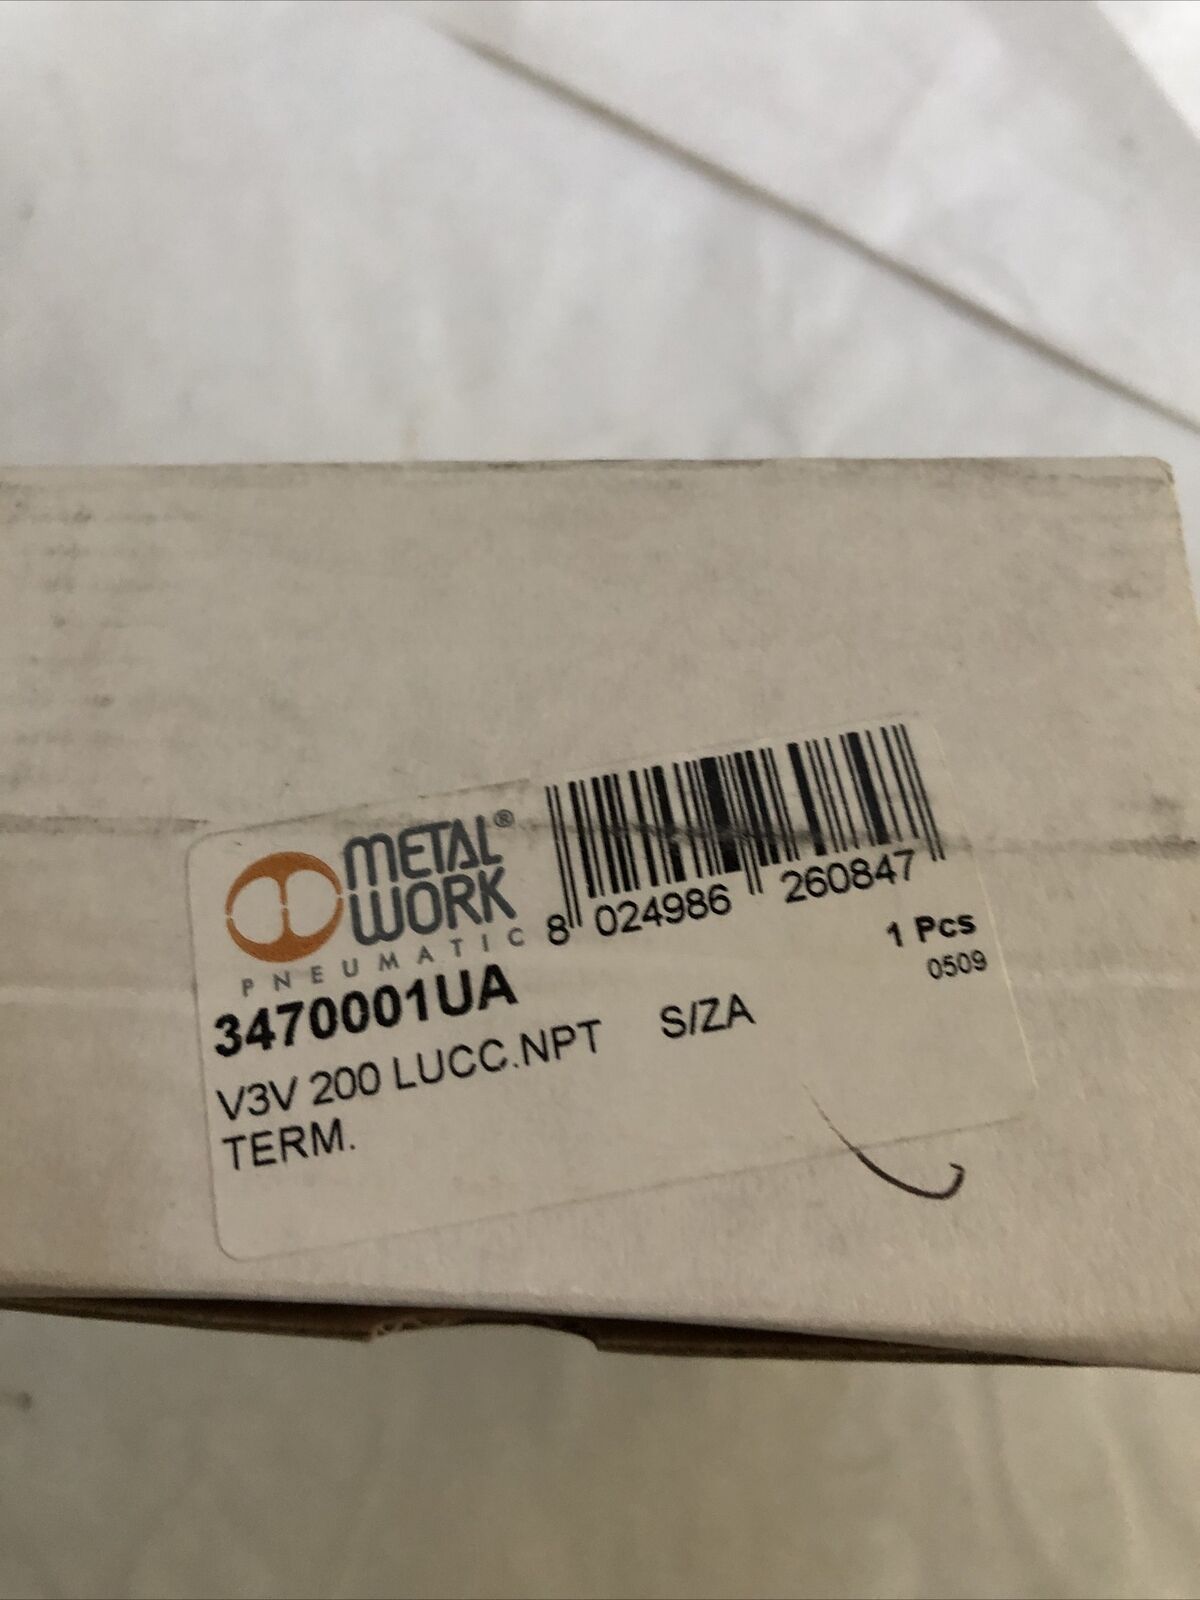 METAL®
WORK
PNEUMATIC
8 024986 260847
1 Pcs
0509
3470001UA
V3V 200 LUCC.NPT S/ZA
TERM.